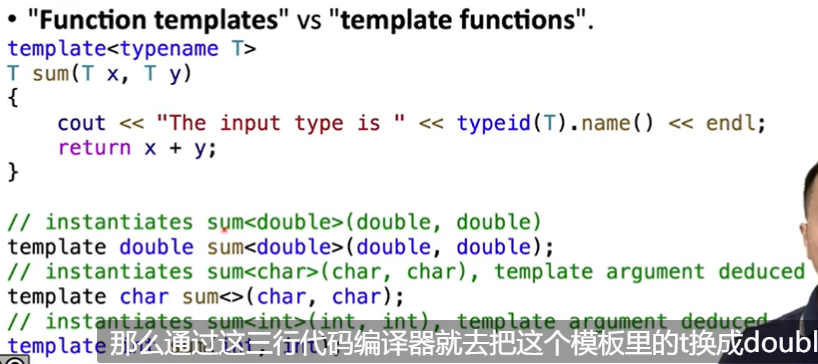 • "Function templates" vs "template functions".
template<typename T>
T sum(T x, T y)
{
    cout << "The input type is " << typeid(T).name() << endl;
    return x + y;
}
// instantiates sum<double>(double, double)
template double sum<double>(double, double);
// instantiates sum<char>(char, char), template argument deduced
template char sum<>(char, char);
// instantiates sum<int>(int, int), template argument deduced
template int sum(int, int);
那么通过这三行代码编译器就去把这个模板里的t换成doubl